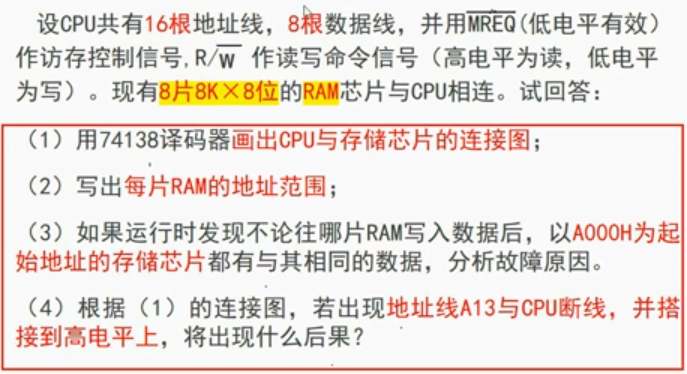 设CPU共有16根地址线，8根数据线，并用M̅R̅E̅Q̅(低电平有效)
作访存控制信号,R/W̅ 作读写命令信号（高电平为读，低电平
为写）。现有8片8K×8位的RAM芯片与CPU相连。试回答：
（1）用74138译码器画出CPU与存储芯片的连接图；
（2）写出每片RAM的地址范围；
（3）如果运行时发现不论往哪片RAM写入数据后，以A000H为起
始地址的存储芯片都有与其相同的数据，分析故障原因。
（4）根据（1）的连接图，若出现地址线A13与CPU断线，并搭
接到高电平上，将出现什么后果？